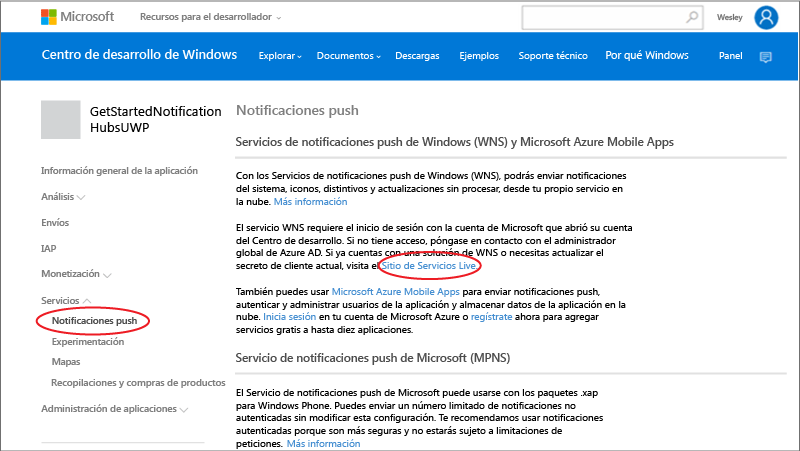 Microsoft Recursos para el desarrollador Wesley
Centro de desarrollo de Windows Explorar Documentos Descargas Ejemplos Soporte técnico Por qué Windows Panel
GetStartedNotification
HubsUWP
Información general de la aplicación
Análisis
Envíos
IAP
Monetización
Servicios
Notificaciones push
Experimentación
Mapas
Recopilaciones y compras de productos
Administración de aplicaciones
Notificaciones push
Servicios de notificaciones push de Windows (WNS) y Microsoft Azure Mobile Apps
Con los Servicios de notificaciones push de Windows (WNS), podrás enviar notificaciones
del sistema, iconos, distintivos y actualizaciones sin procesar, desde tu propio servicio en
la nube. Más información
El servicio WNS requiere el inicio de sesión con la cuenta de Microsoft que abrió su cuenta
del Centro de desarrollo. Si no tiene acceso, póngase en contacto con el administrador
global de Azure AD. Si ya cuentas con una solución de WNS o necesitas actualizar el
secreto de cliente actual, visita el Sitio de Servicios Live.
También puedes usar Microsoft Azure Mobile Apps para enviar notificaciones push,
autenticar y administrar usuarios de la aplicación y almacenar datos de la aplicación en la
nube. Inicia sesión en tu cuenta de Microsoft Azure o regístrate ahora para agregar
servicios gratis a hasta diez aplicaciones.
Servicio de notificaciones push de Microsoft (MPNS)
El Servicio de notificaciones push de Microsoft puede usarse con los paquetes .xap
para Windows Phone. Puedes enviar un número limitado de notificaciones no
autenticadas sin modificar esta configuración. Te recomendamos usar notificaciones
autenticadas porque son más seguras y no estarás sujeto a limitaciones de
peticiones. Más información